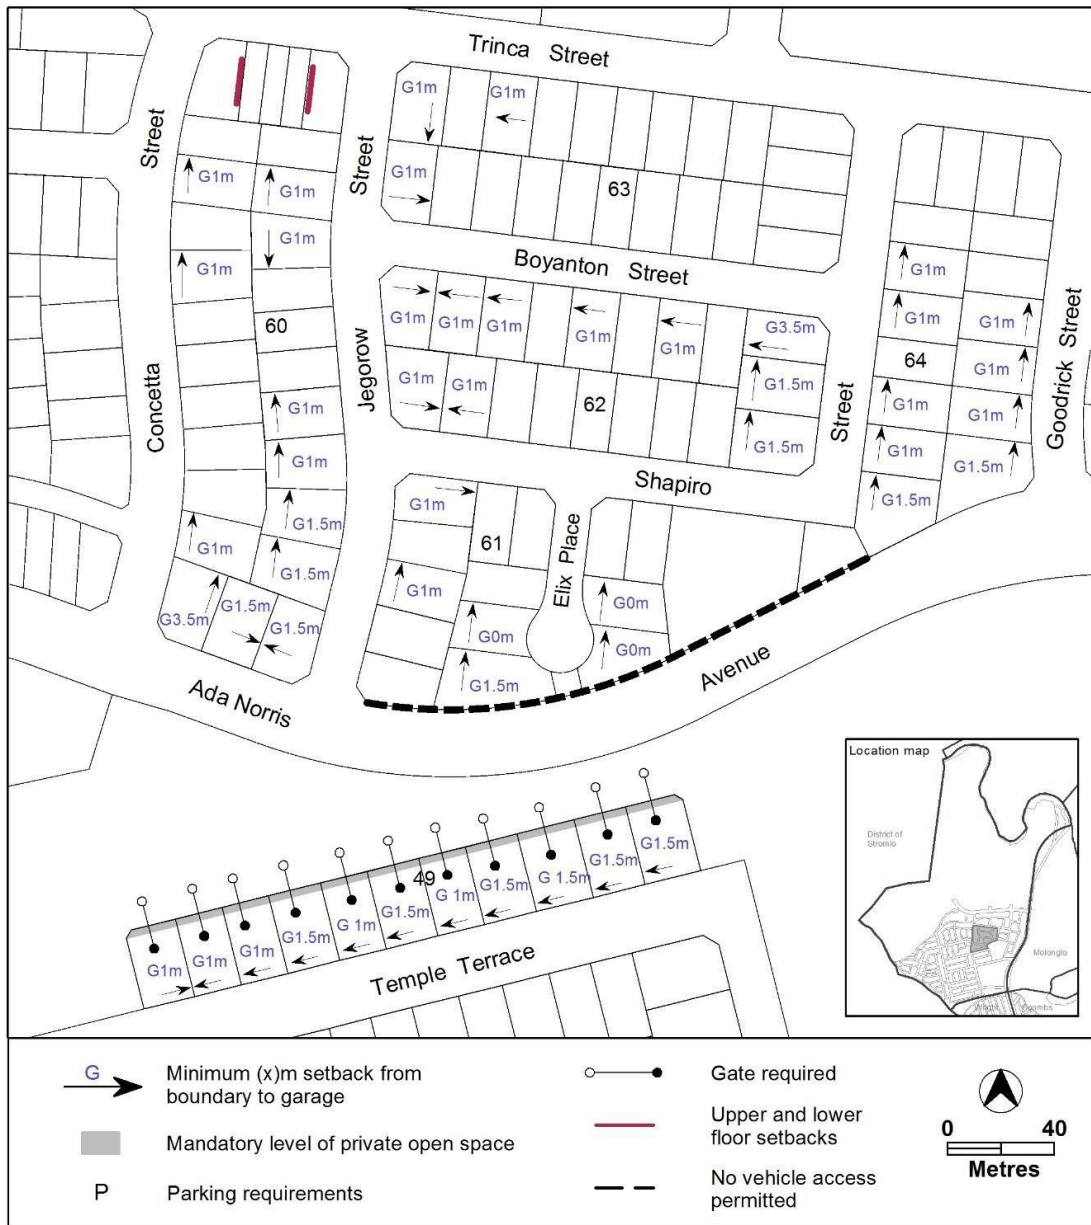 Trinca Street
G1m
G1m
Street
Street
G1m
G1m
G1m
63
G1m
G1m
Boyanton Street
G1m
G1m
G3.5m
60
G1m
G1m
G1m
G1m
G1m
G1m
G1m
64
G1m
Goodrick Street
Concetta
Jegorow
G1m
G1m
G1m
62
G1.5m
G1m
G1m
G1m
G1.5m
Street
G1m
G1.5m
Shapiro
G1.5m
G1m
G1.5m
61
Elix Place
G1m
G1.5m
G1m
G3.5m
G1.5m
G1.5m
G0m
G0m
G0m
G1.5m
Ada Norris
Avenue
Location map
District of
Stromlo
Molonglo
Wright
Coombs
49
G1m
G1m
G1m
G1.5m
G 1m
G1.5m
G 1m
G1.5m
G 1.5m
G1.5m
G1.5m
Temple Terrace
G
Minimum (x)m setback from
boundary to garage
Mandatory level of private open space
P
Parking requirements
Gate required
Upper and lower
floor setbacks
No vehicle access
permitted
0 40
Metres